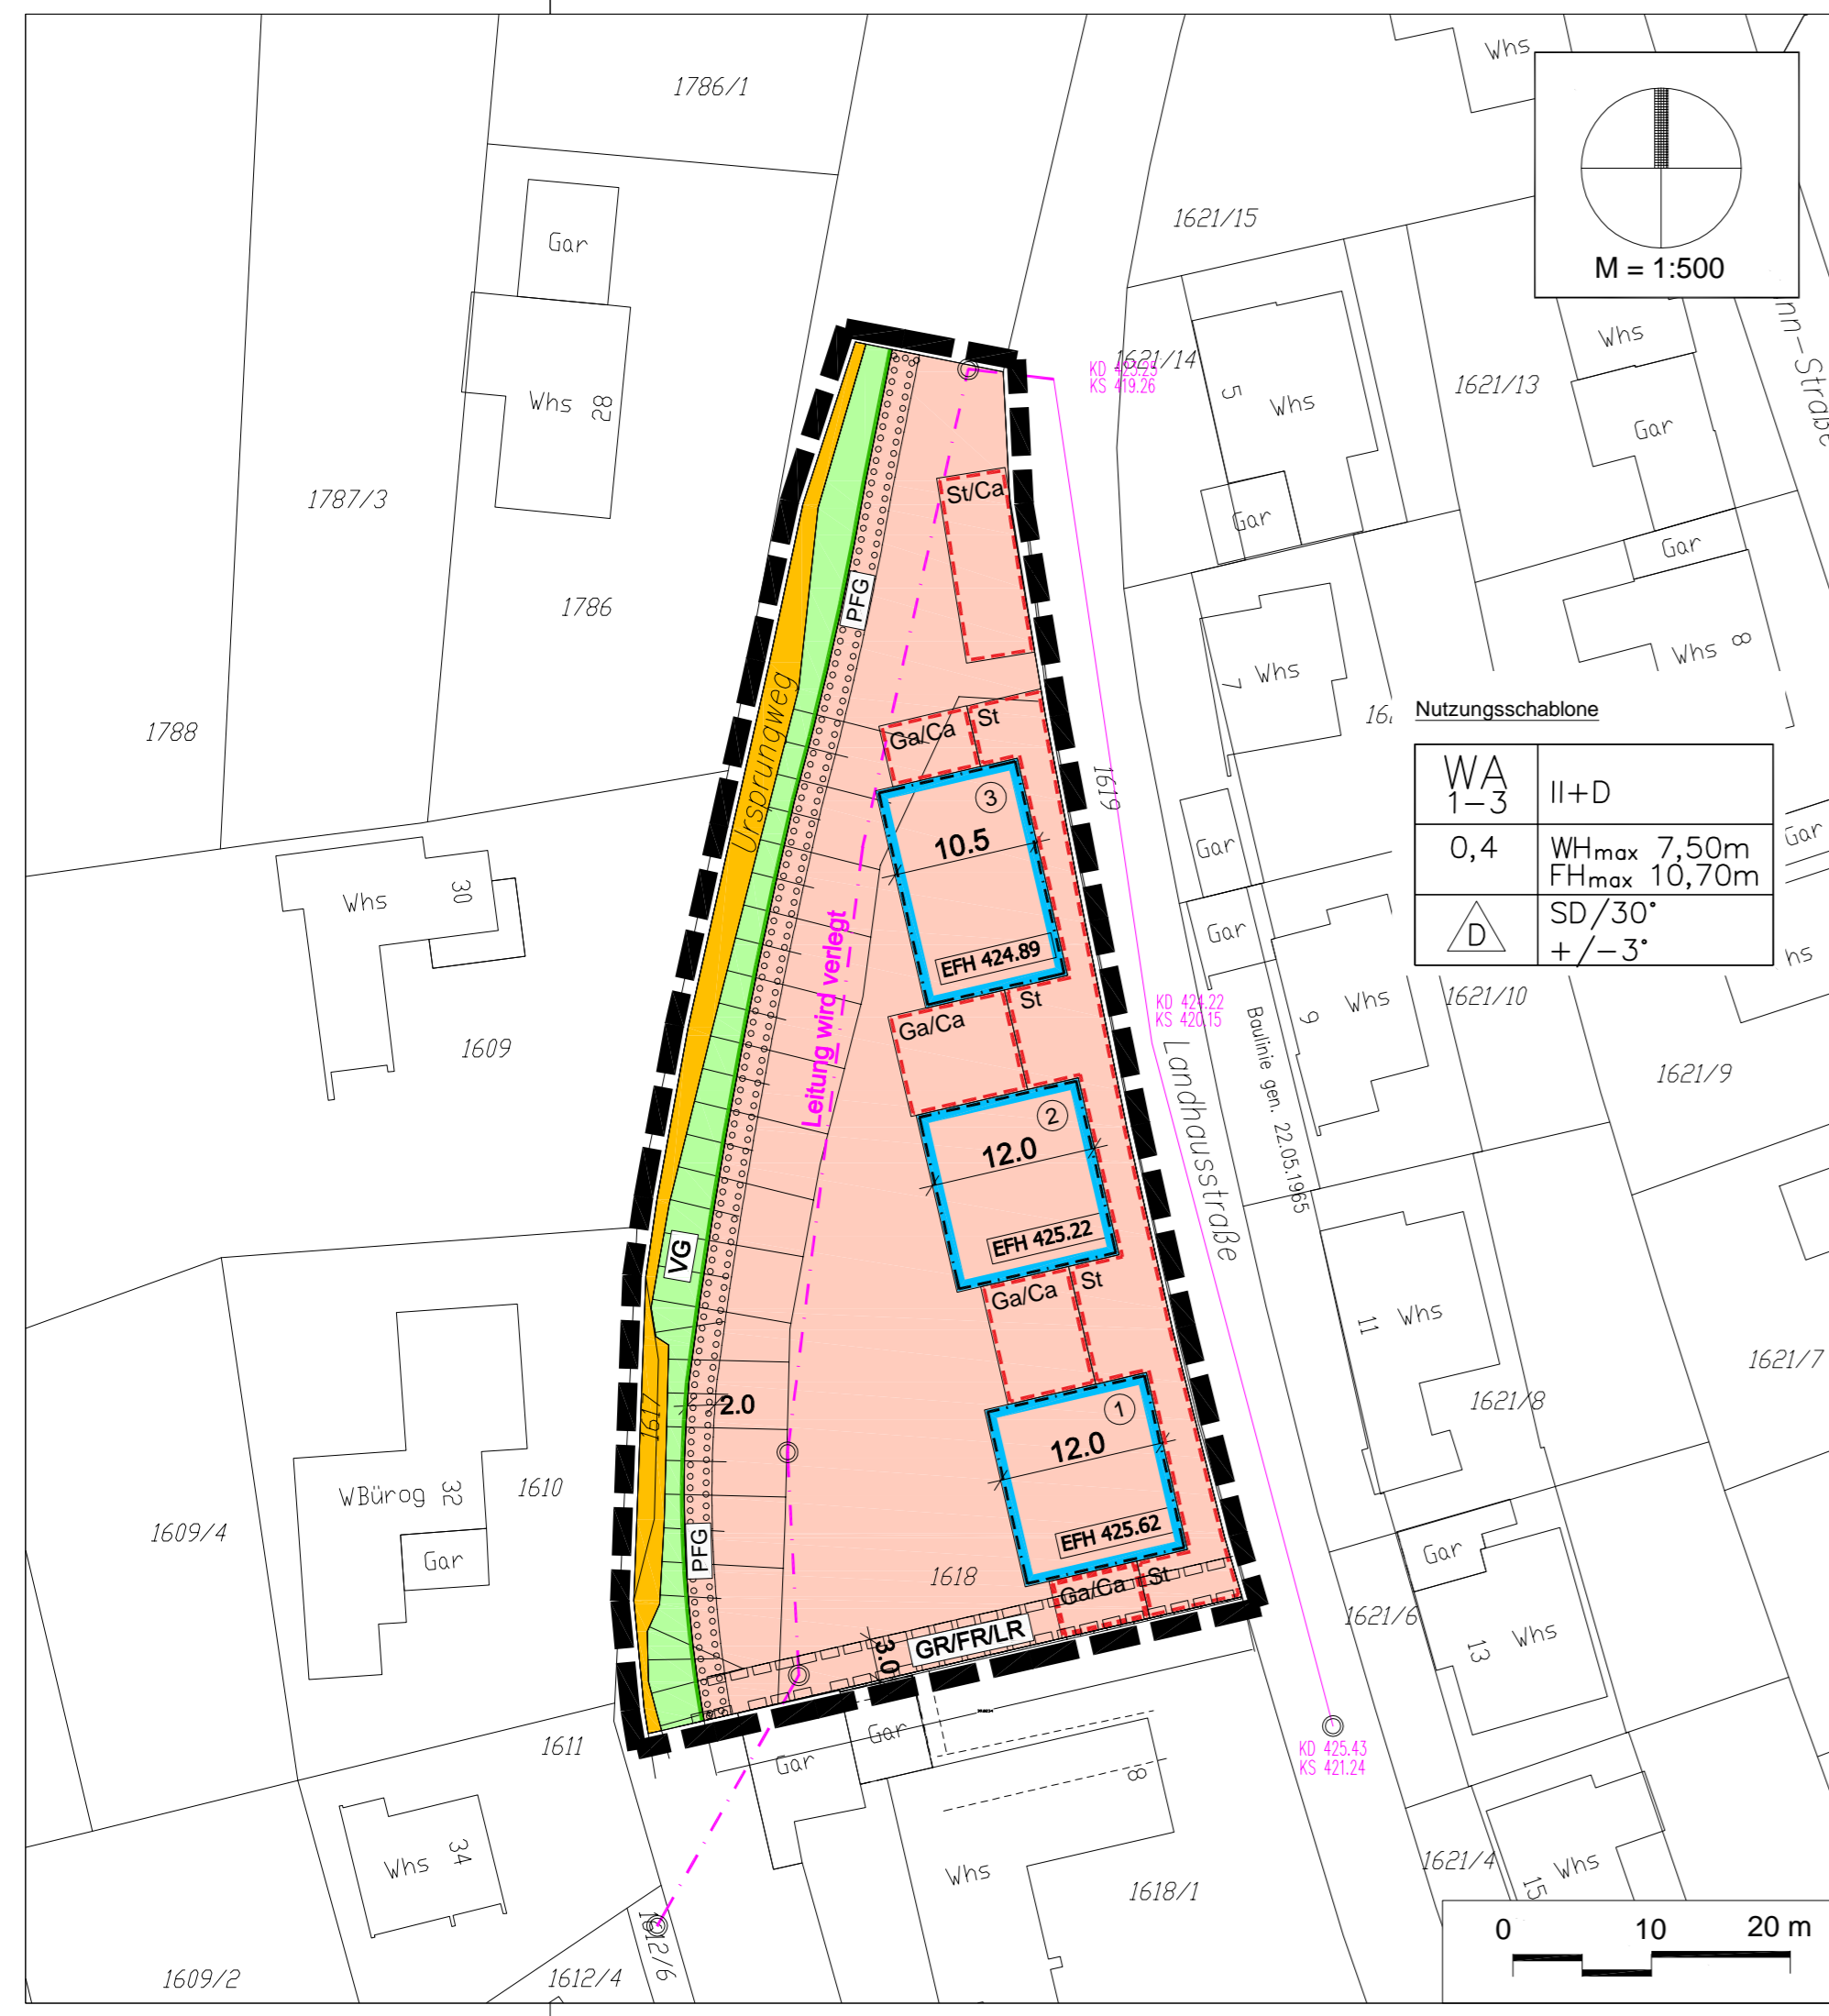 1786/1
Whs
M = 1:500
1621/15
Gar
Whs 28
1787/3
1786
1788
1621/14
KS 419.26
5 Whs
Gar
1621/13
Whs
Gar
Gar
nn-Straße
St/Ca
PFG
Ursprungweg
7 Whs
Whs 8
Nutzungsschablone
WA
1-3
II+D
0,4
WHmax 7,50m
FHmax 10,70m
D
SD/30°
+/-3°
Ga/Ca
St
3
10.5
EFH 424.89
1619
Gar
Gar
Gar
Whs 30
1609
Leitung wird verlegt
Ga/Ca
St
KD 424.22
KS 420.15
Landhausstraße
Baulinie gen. 22.05.1965
9 Whs
1621/10
hs
1621/9
2
12.0
EFH 425.22
VG
Ga/Ca
St
11 Whs
1621/7
1621/8
1617
2.0
1
12.0
EFH 425.62
WBürog 32
1610
Gar
1609/4
PFG
1618
Ga/Ca
St
GR/FR/LR
3.0
Gar
1621/6
13 Whs
1611
Gar
Gar
8
KD 425.43
KS 421.24
Whs 34
Whs
1618/1
1621/4
15 Whs
1609/2
1612/4
1612/6
0 10 20 m